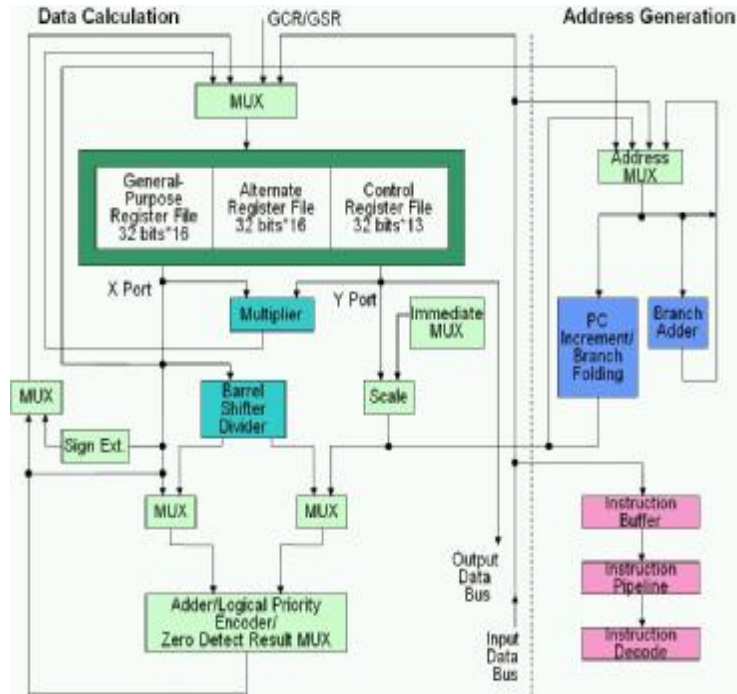 Data Calculation
GCR/GSR
Address Generation
MUX
Address
MUX
General-
Purpose
Register File
32 bits*16
Alternate
Register File
32 bits*16
Control
Register File
32 bits*13
X Port
Y Port
Multiplier
Immediate
MUX
PC
Increment/
Branch
Folding
Branch
Adder
MUX
Barrel
Shifter
Divider
Scale
Sign Ext.
MUX
MUX
Instruction
Buffer
Output
Data
Bus
Instruction
Pipeline
Adder/Logical Priority
Encoder/
Zero Detect Result MUX
Input
Data
Bus
Instruction
Decode